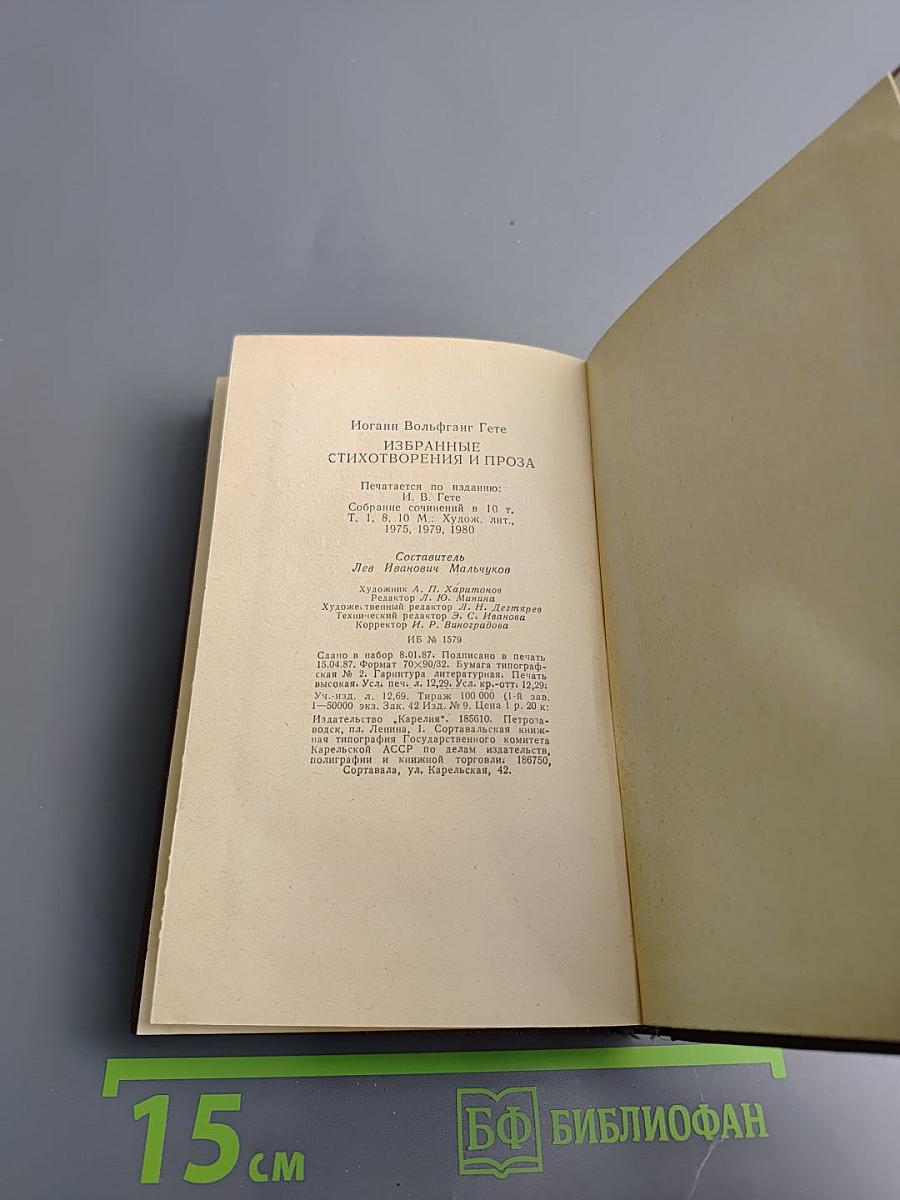 Иоганн Вольфганг Гете
ИЗБРАННЫЕ
СТИХОТВОРЕНИЯ И ПРОЗА
Печатается по изданию:
И. В. Гете
Собрание сочинений в 10 т.
Т. 1, 8, 10 М.: Худож. лит.,
1975, 1979, 1980
Составитель
Лев Иванович Мальчуков
Художник А. П. Харитонов
Редактор Л. Ю. Минина
Художественный редактор Л. Н. Дегтярев
Технический редактор Э. С. Иванова
Корректор И. Р. Виноградова
ИБ № 1579
Сдано в набор 8.01.87. Подписано в печать
15.04.87. Формат 70×90/32. Бумага типограф-
ская № 2. Гарнитура литературная. Печать
высокая. Усл. печ. л. 12,29. Усл. кр.-отт. 12,29.
Уч.-изд. л. 12,69. Тираж 100 000 (1-й зав.
1—50000 экз. Зак. 42 Изд. № 9. Цена 1 р. 20 к.
Издательство „Карелия“. 185610. Петроза-
водск, пл. Ленина, 1. Сортавальская книж-
ная типография Государственного комитета
Карельской АССР по делам издательств,
полиграфии и книжной торговли. 186750,
Сортавала, ул. Карельская, 42.
15 см
БФ БИБЛИОФАН